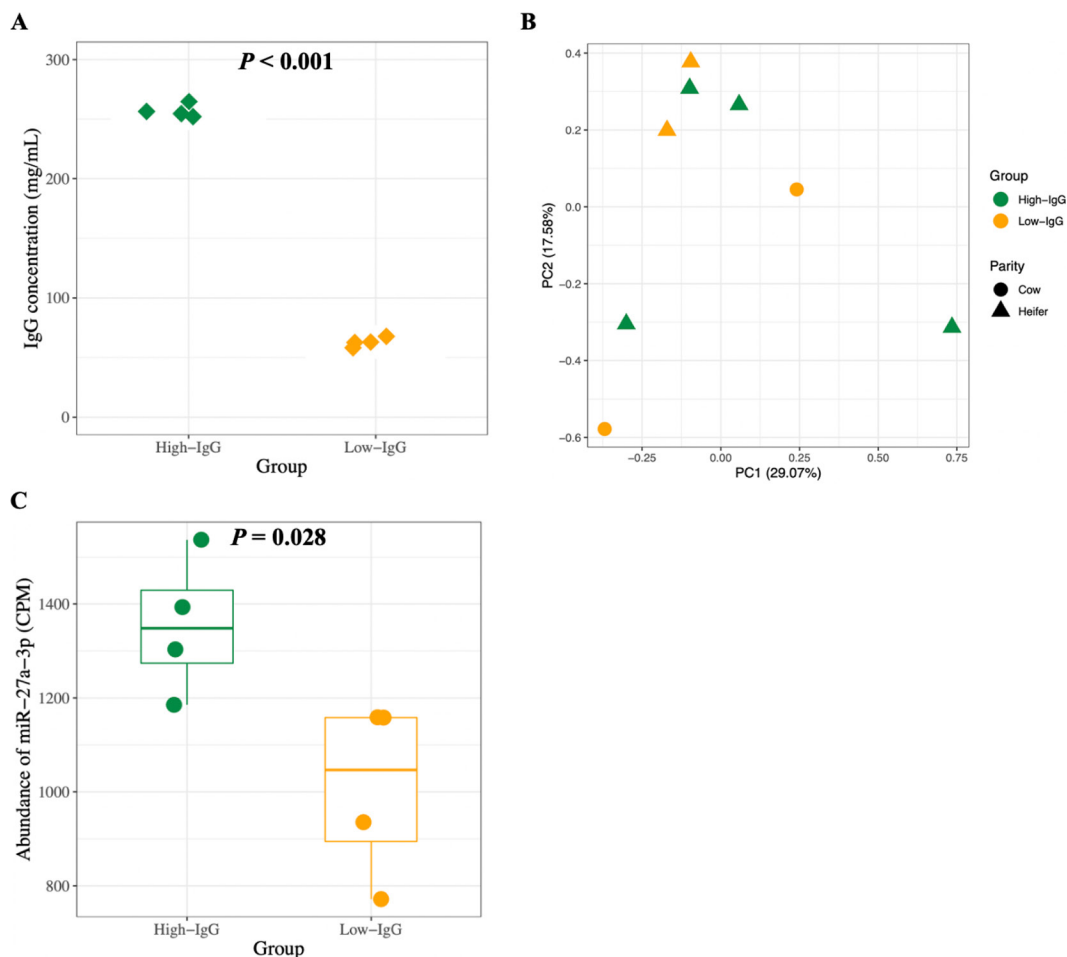 A
P < 0.001
IgG concentration (mg/mL)
300
200
100
0
High−IgG
Low−IgG
Group
B
0.4
0.2
0.0
−0.2
−0.4
−0.6
PC2 (17.58%)
−0.25
0.00
0.25
0.50
0.75
PC1 (29.07%)
Group
High−IgG
Low−IgG
Parity
Cow
Heifer
C
P = 0.028
Abundance of miR−27a−3p (CPM)
1400
1200
1000
800
High−IgG
Low−IgG
Group